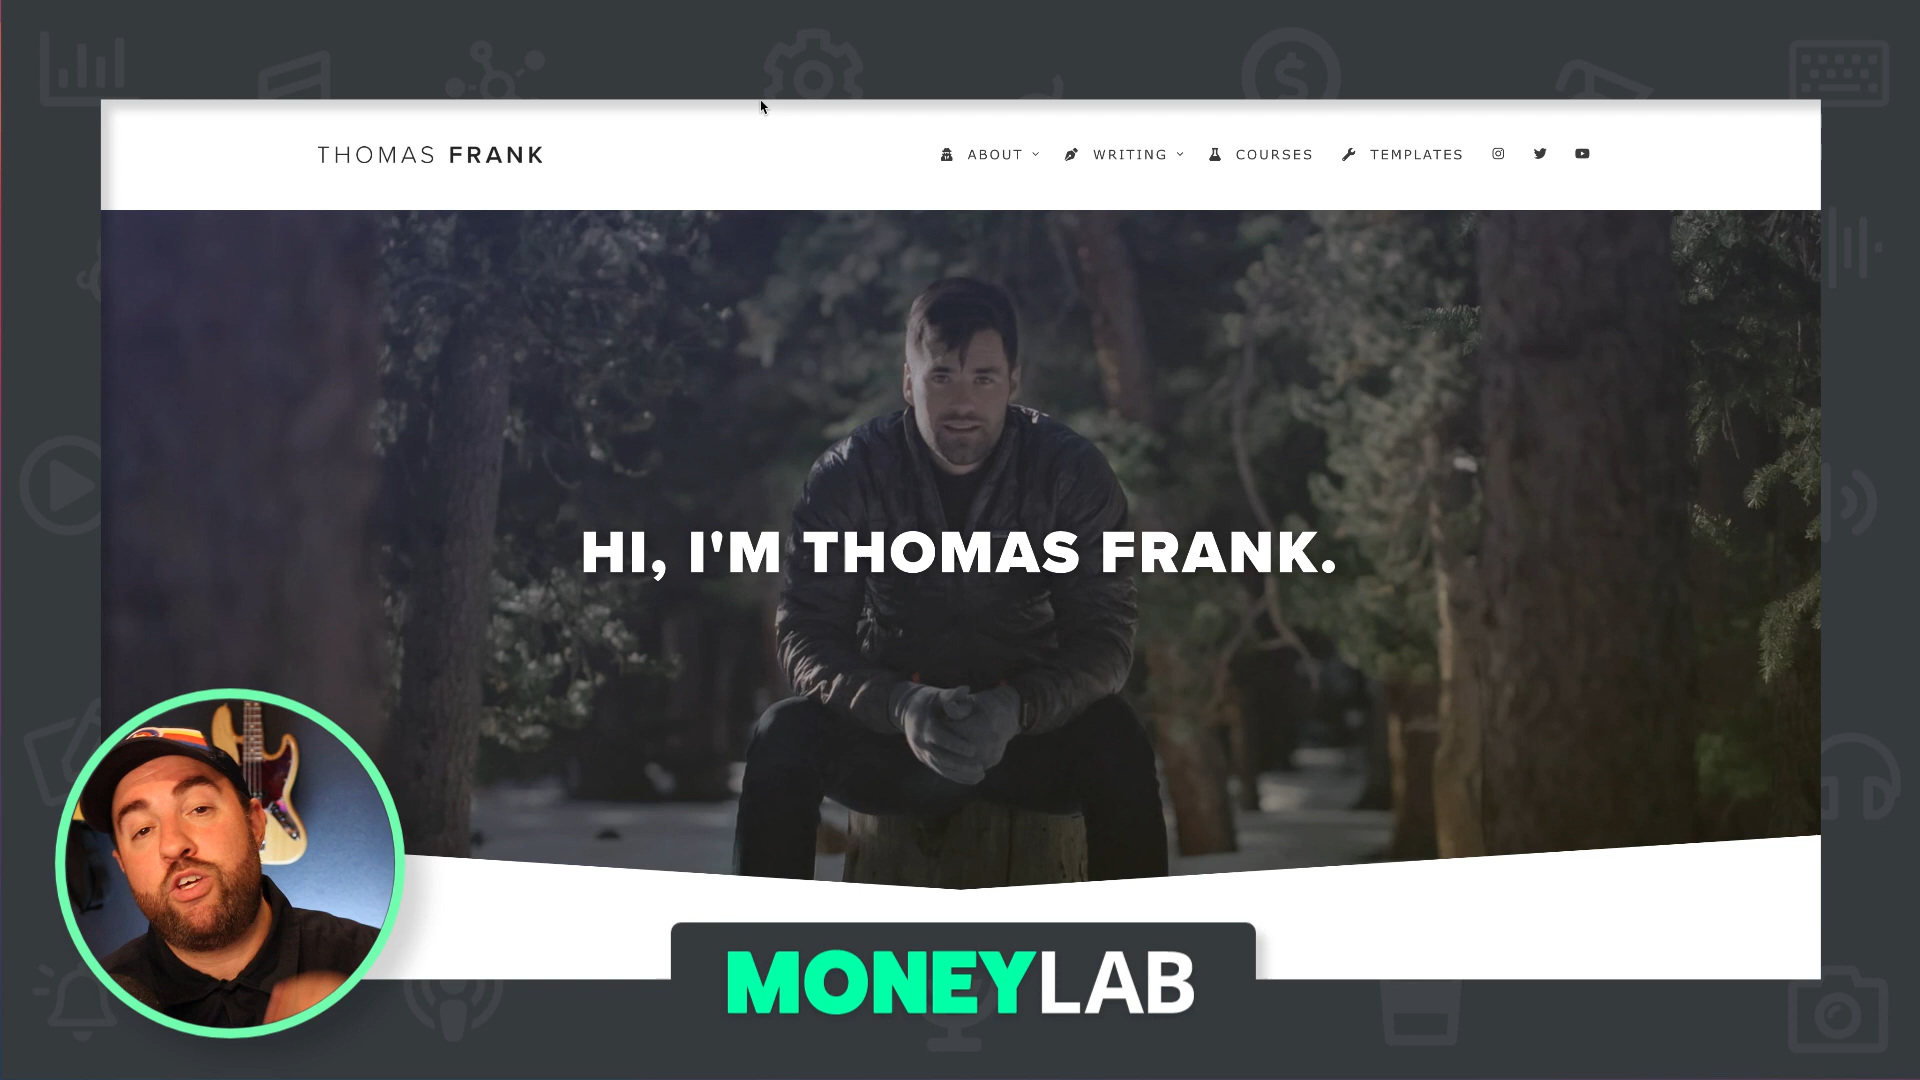 THOMAS FRANK
ABOUT
WRITING
COURSES
TEMPLATES
HI, I'M THOMAS FRANK.
MONEYLAB